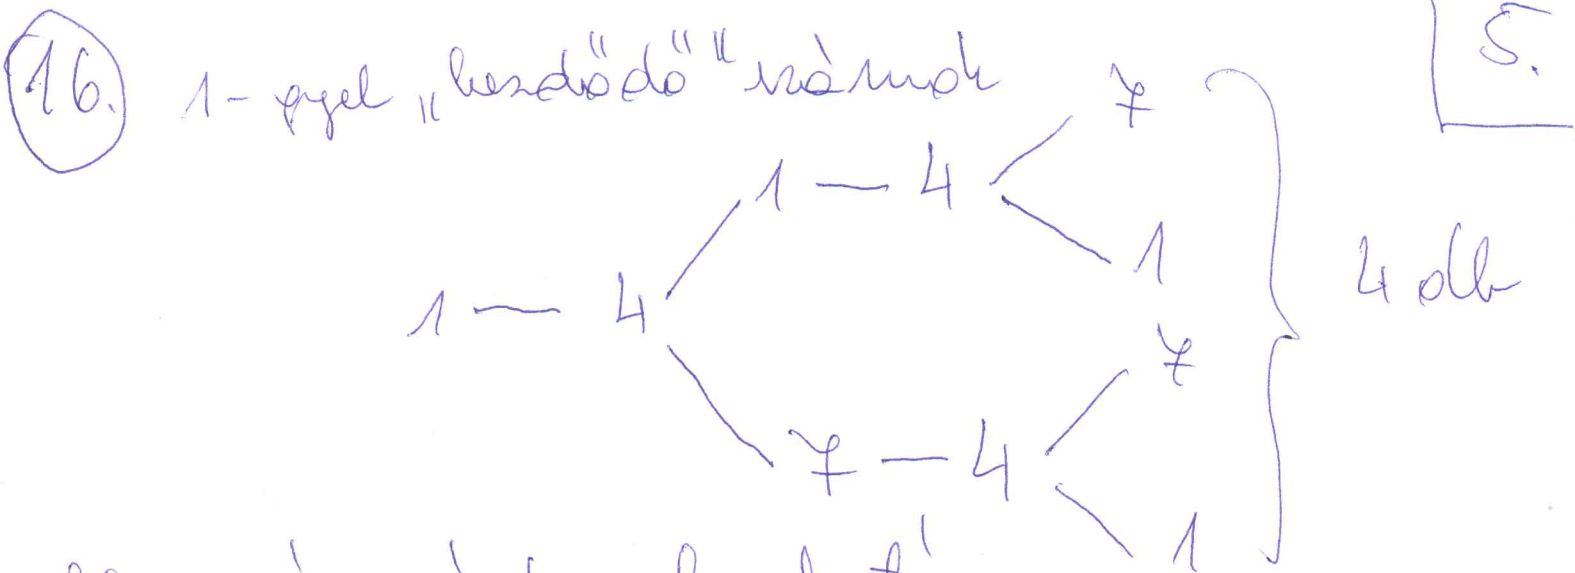 16. 1-gyel „kezdődő" számok
5.
7
1 — 4
1
1 — 4
4 db
7
7 — 4
1